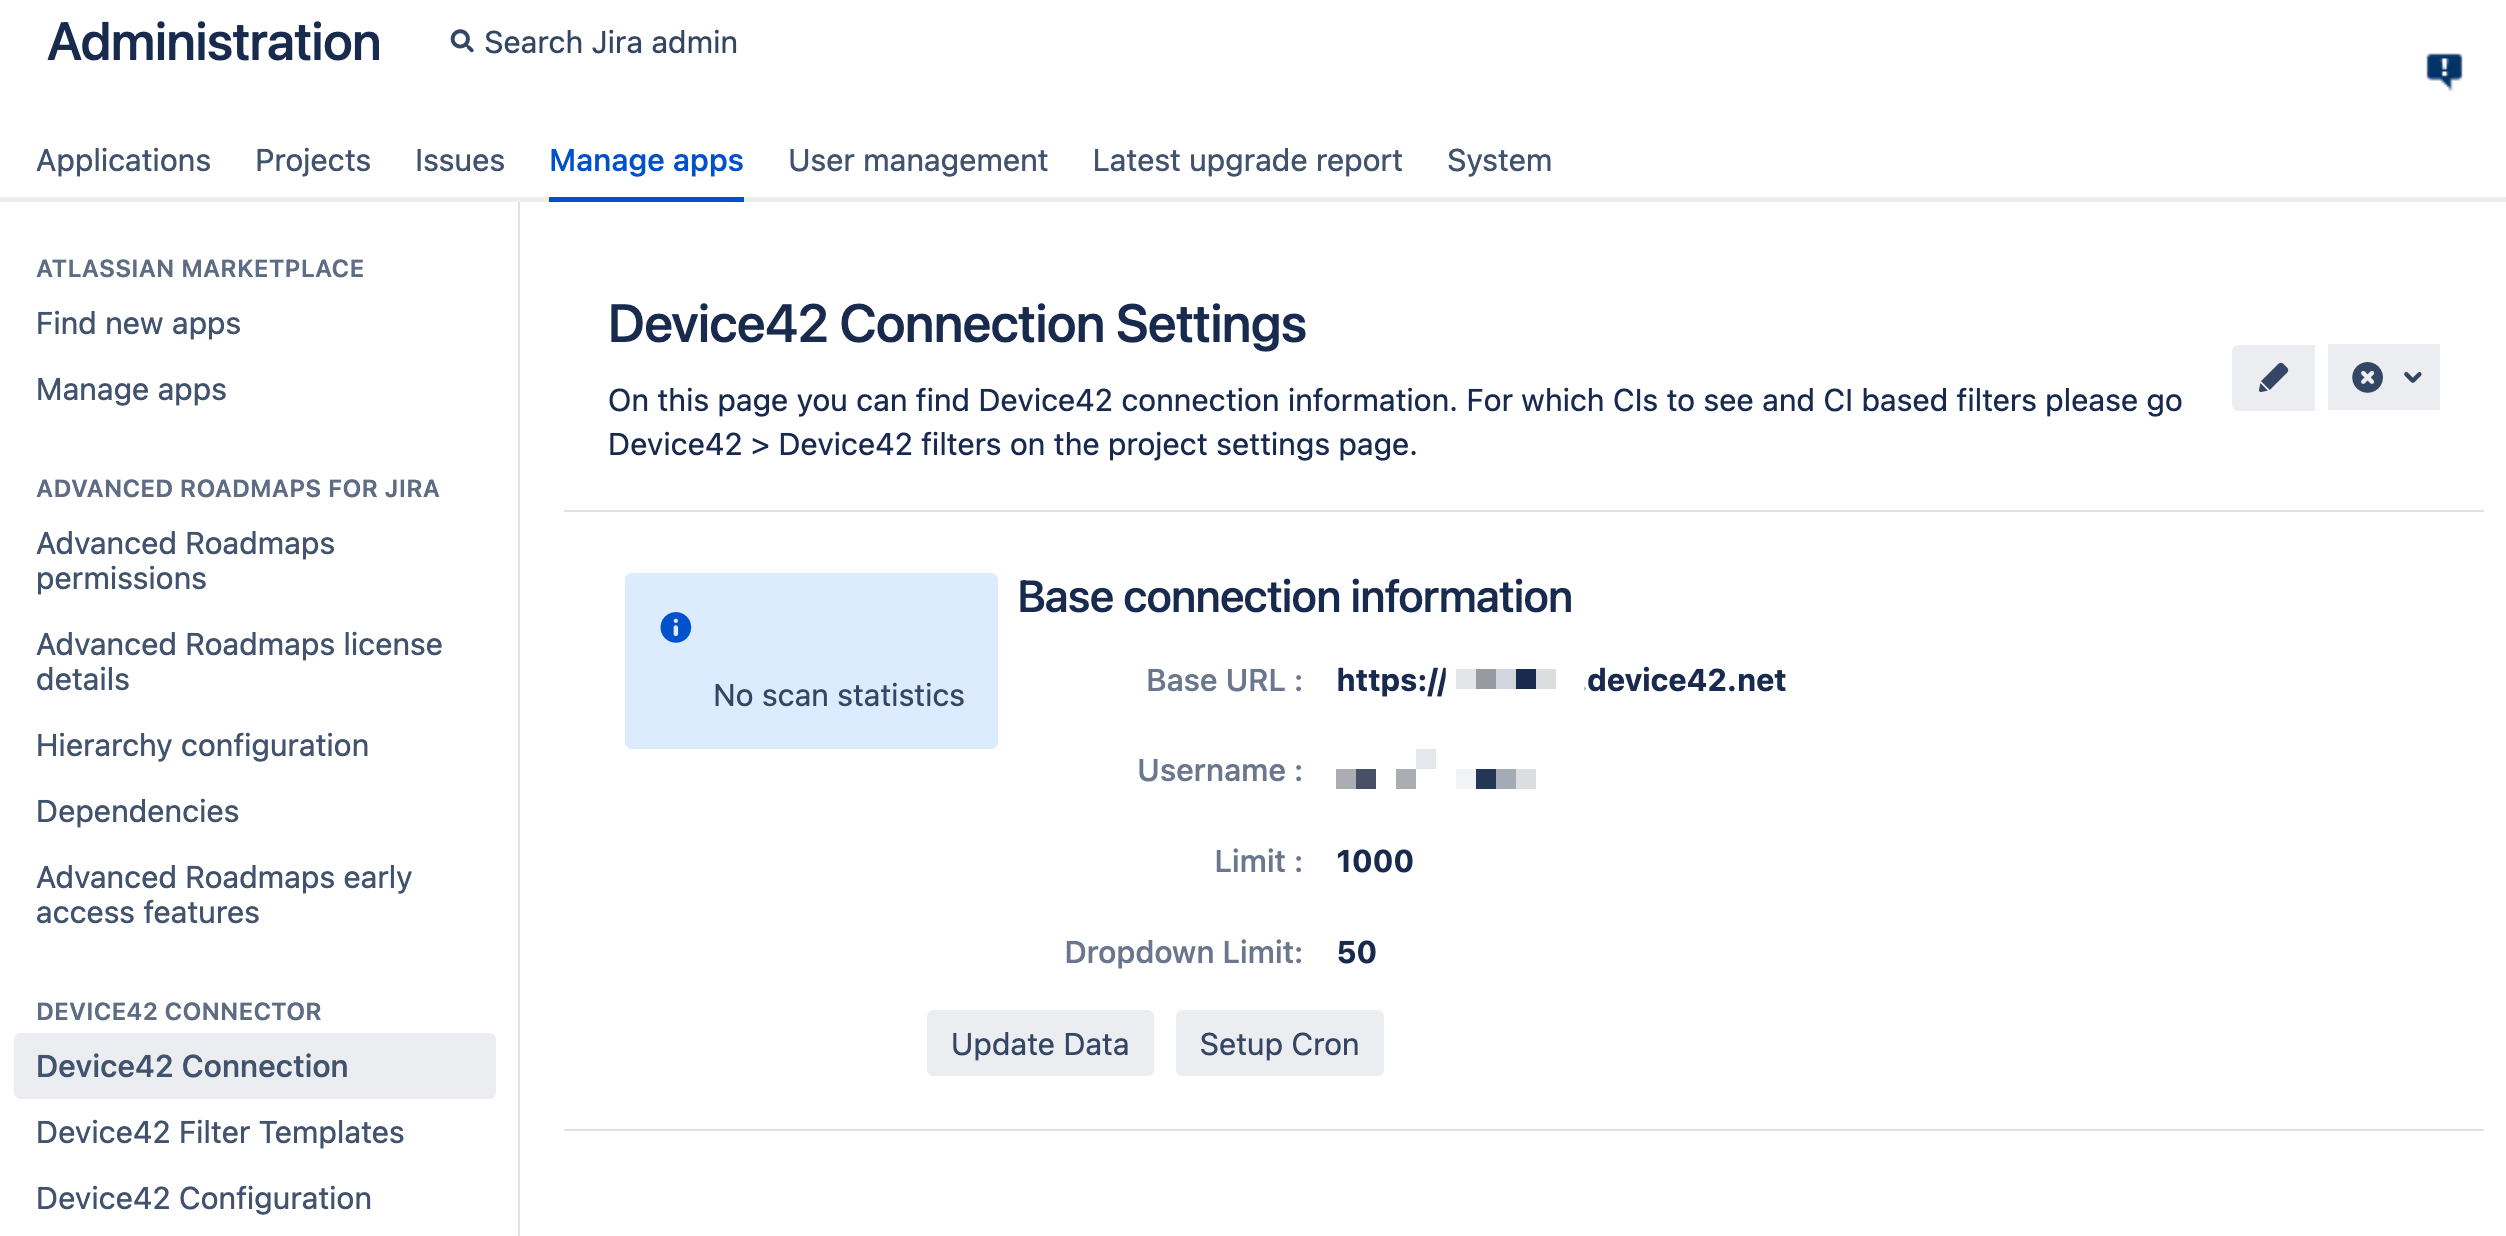 Administration
Search Jira admin
Applications Projects Issues Manage apps User management Latest upgrade report System
ATLASSIAN MARKETPLACE
Find new apps
Manage apps
ADVANCED ROADMAPS FOR JIRA
Advanced Roadmaps
permissions
Advanced Roadmaps license
details
Hierarchy configuration
Dependencies
Advanced Roadmaps early
access features
DEVICE42 CONNECTOR
Device42 Connection
Device42 Filter Templates
Device42 Configuration
Device42 Connection Settings
On this page you can find Device42 connection information. For which CIs to see and CI based filters please go
Device42 > Device42 filters on the project settings page.
No scan statistics
Base connection information
Base URL : https:// .device42.net
Username :
Limit : 1000
Dropdown Limit: 50
Update Data Setup Cron